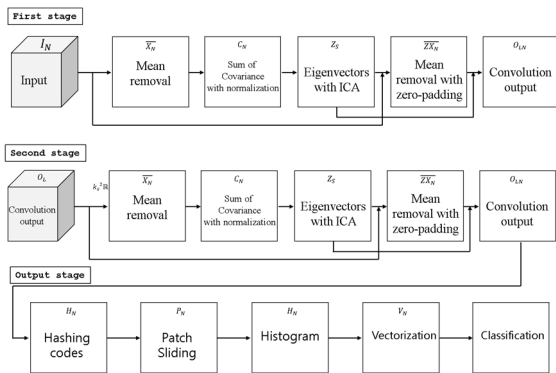 First stage
I_N
Input
X̅_N
Mean
removal
C_N
Sum of
Covariance
with normalization
Z_S
Eigenvectors
with ICA
Z̅X̅_N
Mean
removal with
zero-padding
O_LN
Convolution
output
Second stage
O_L
Convolution
output
k_s²ℝ
X̅_N
Mean
removal
C_N
Sum of
Covariance
with normalization
Z_S
Eigenvectors
with ICA
Z̅X̅_N
Mean
removal with
zero-padding
O_LN
Convolution
output
Output stage
H_N
Hashing
codes
P_N
Patch
Sliding
H_N
Histogram
V_N
Vectorization
Classification